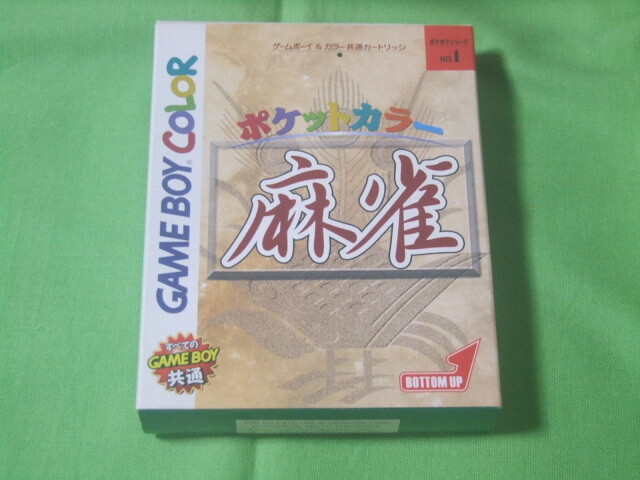 ゲームボーイ&カラー共通カートリッジ
NO.1
ポケットカラー
麻雀
GAME BOY COLOR
すべての
GAME BOY
共通
BOTTOM UP